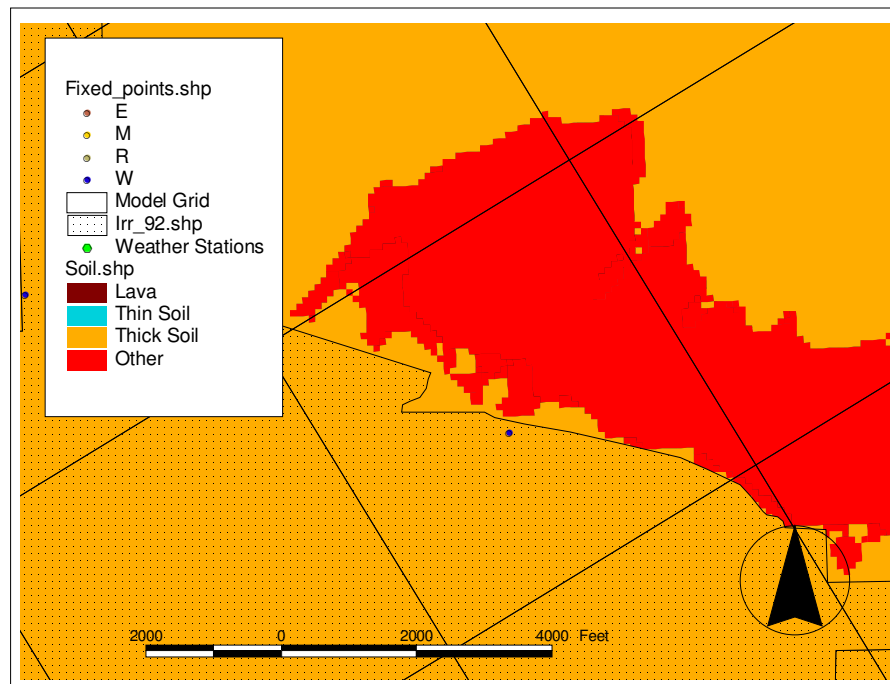 Fixed_points.shp
E
M
R
W
Model Grid
Irr_92.shp
Weather Stations
Soil.shp
Lava
Thin Soil
Thick Soil
Other
2000 0 2000 4000 Feet